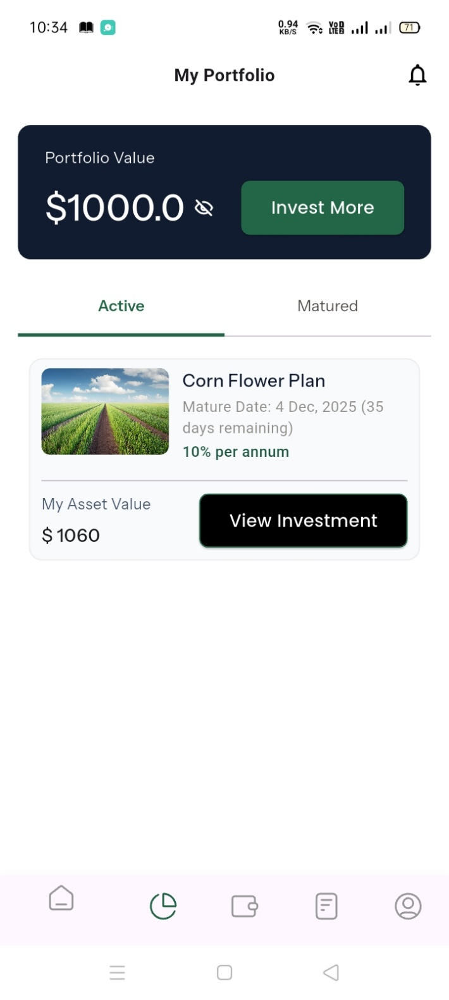 10:34
0.94
KB/S
Vo
LTE 2
71
My Portfolio
Portfolio Value
$1000.0
Invest More
Active
Matured
Corn Flower Plan
Mature Date: 4 Dec, 2025 (35
days remaining)
10% per annum
My Asset Value
$ 1060
View Investment